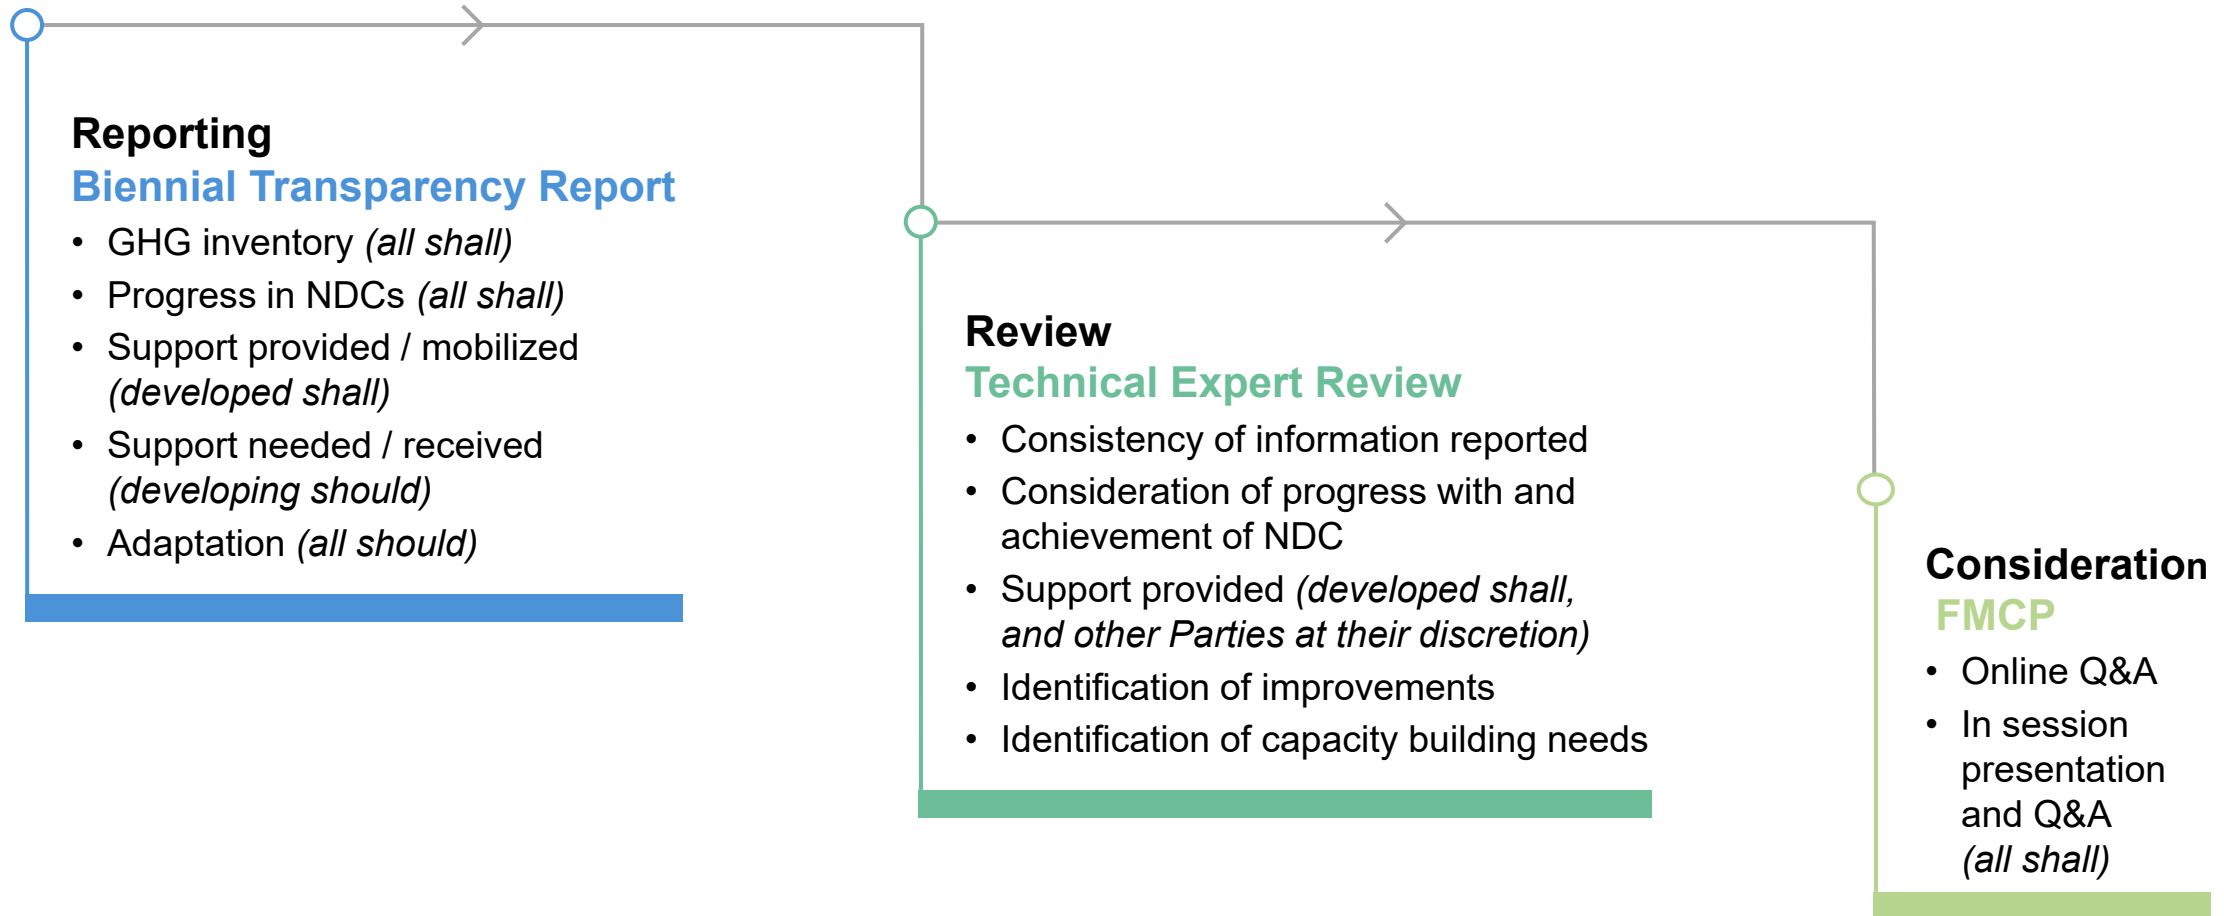 Reporting
Biennial Transparency Report
• GHG inventory (all shall)
• Progress in NDCs (all shall)
• Support provided / mobilized
(developed shall)
• Support needed / received
(developing should)
• Adaptation (all should)
Review
Technical Expert Review
• Consistency of information reported
• Consideration of progress with and
achievement of NDC
• Support provided (developed shall,
and other Parties at their discretion)
• Identification of improvements
• Identification of capacity building needs
Consideration
FMCP
• Online Q&A
• In session
presentation
and Q&A
(all shall)